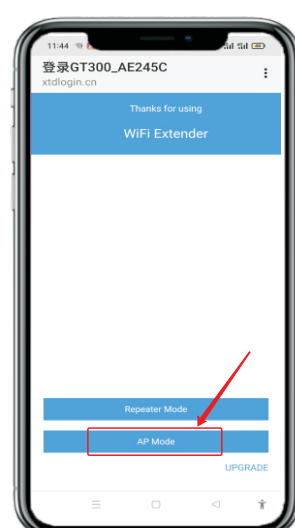 11:44
登录GT300_AE245C
xtdlogin.cn
Thanks for using
WiFi Extender
Repeater Mode
AP Mode
UPGRADE